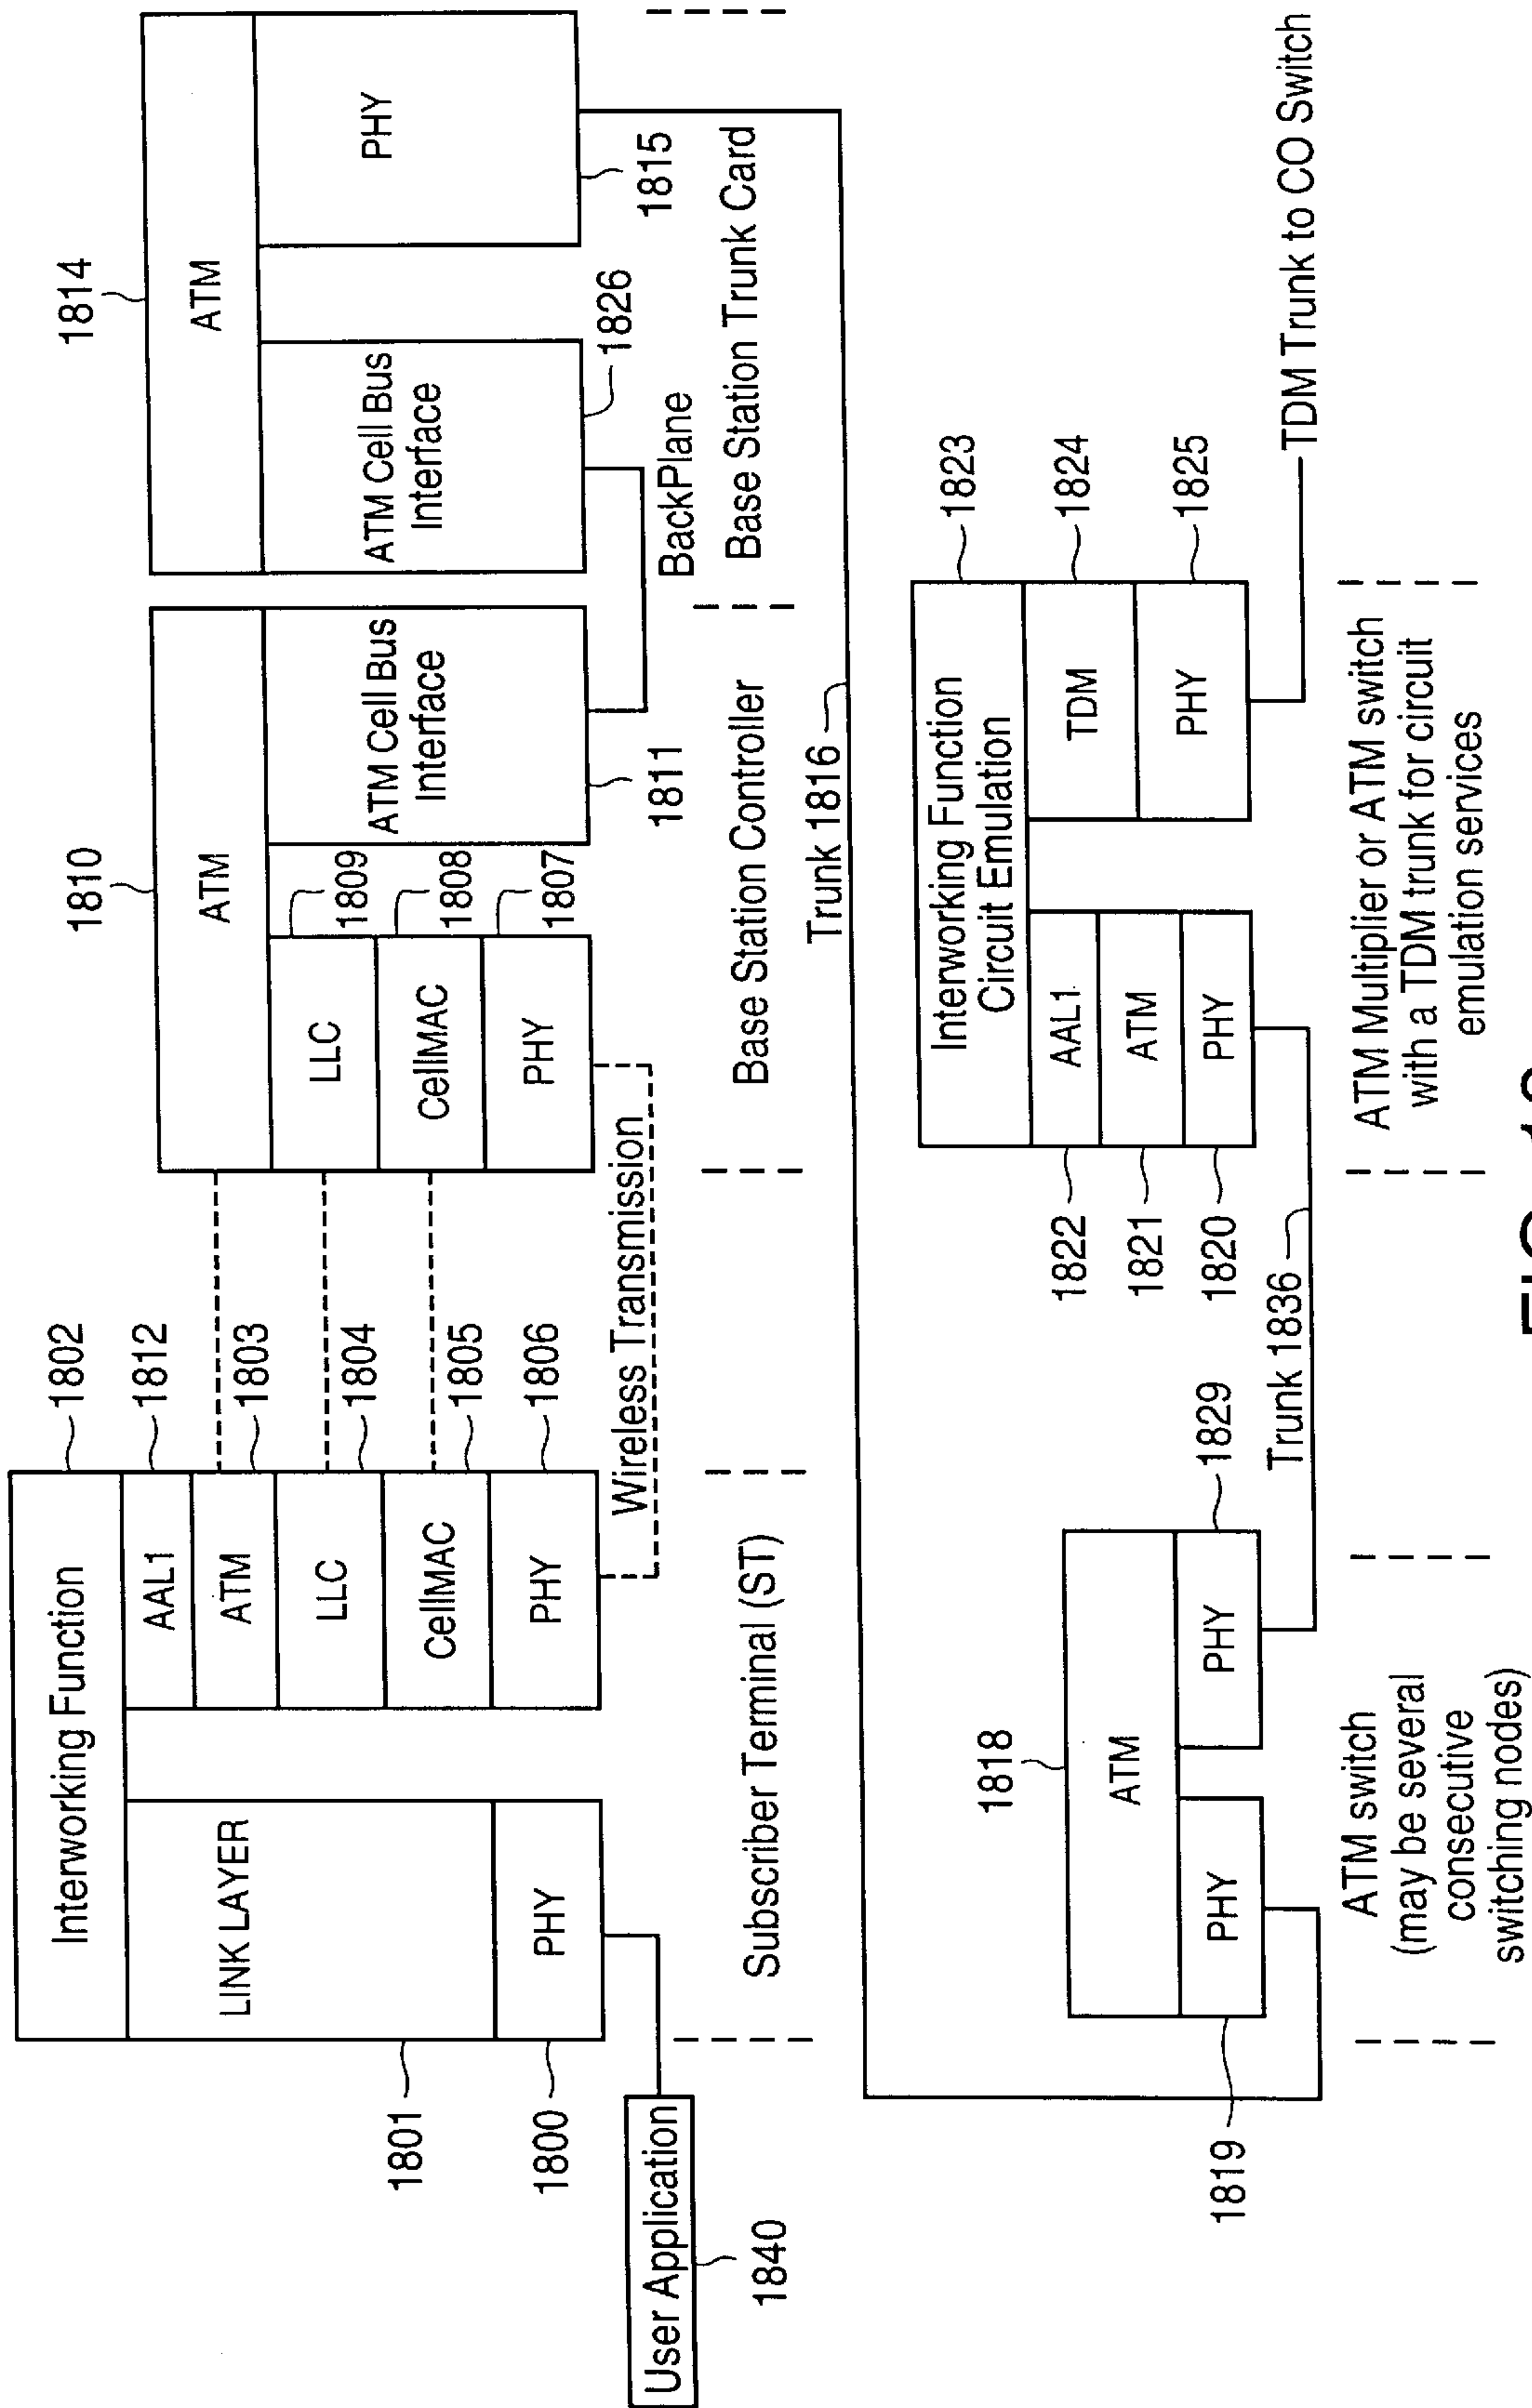 Interworking Function
1802
LINK LAYER
AAL1
1812
ATM
1803
LLC
1804
CellMAC
1805
PHY
1806
1801
PHY
1800
User Application
1840
Wireless Transmission
Subscriber Terminal (ST)
1810
ATM
LLC
1809
CellMAC
1808
PHY
1807
ATM Cell Bus
Interface
1811
Base Station Controller
1814
ATM
ATM Cell Bus
Interface
1826
PHY
1815
BackPlane
Base Station Trunk Card
Trunk 1816
1818
ATM
PHY
1819
PHY
1829
ATM switch
(may be several
consecutive
switching nodes)
Trunk 1836
Interworking Function
Circuit Emulation
1823
AAL1
1822
ATM
1821
PHY
1820
TDM
1824
PHY
1825
TDM Trunk to CO Switch
ATM Multiplier or ATM switch
with a TDM trunk for circuit
emulation services